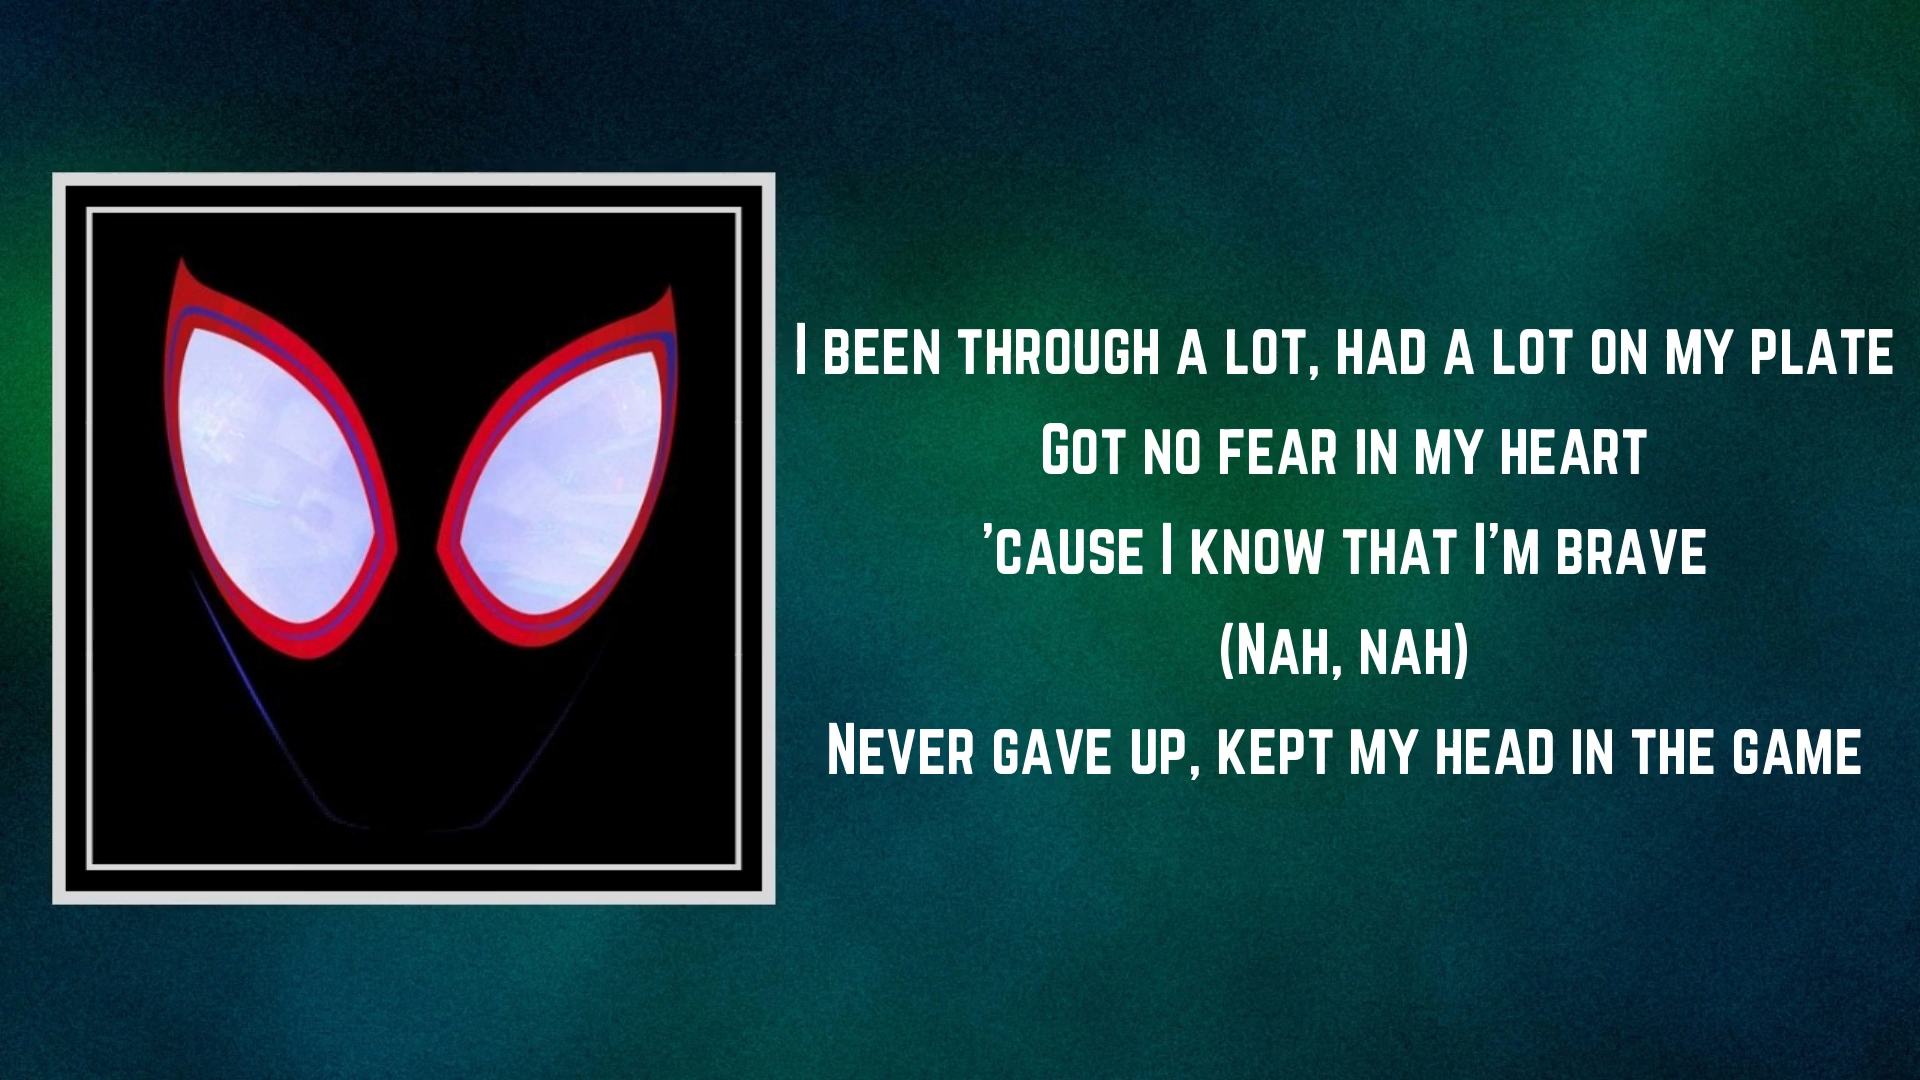 I BEEN THROUGH A LOT, HAD A LOT ON MY PLATE
GOT NO FEAR IN MY HEART
'CAUSE I KNOW THAT I'M BRAVE
(NAH, NAH)
NEVER GAVE UP, KEPT MY HEAD IN THE GAME